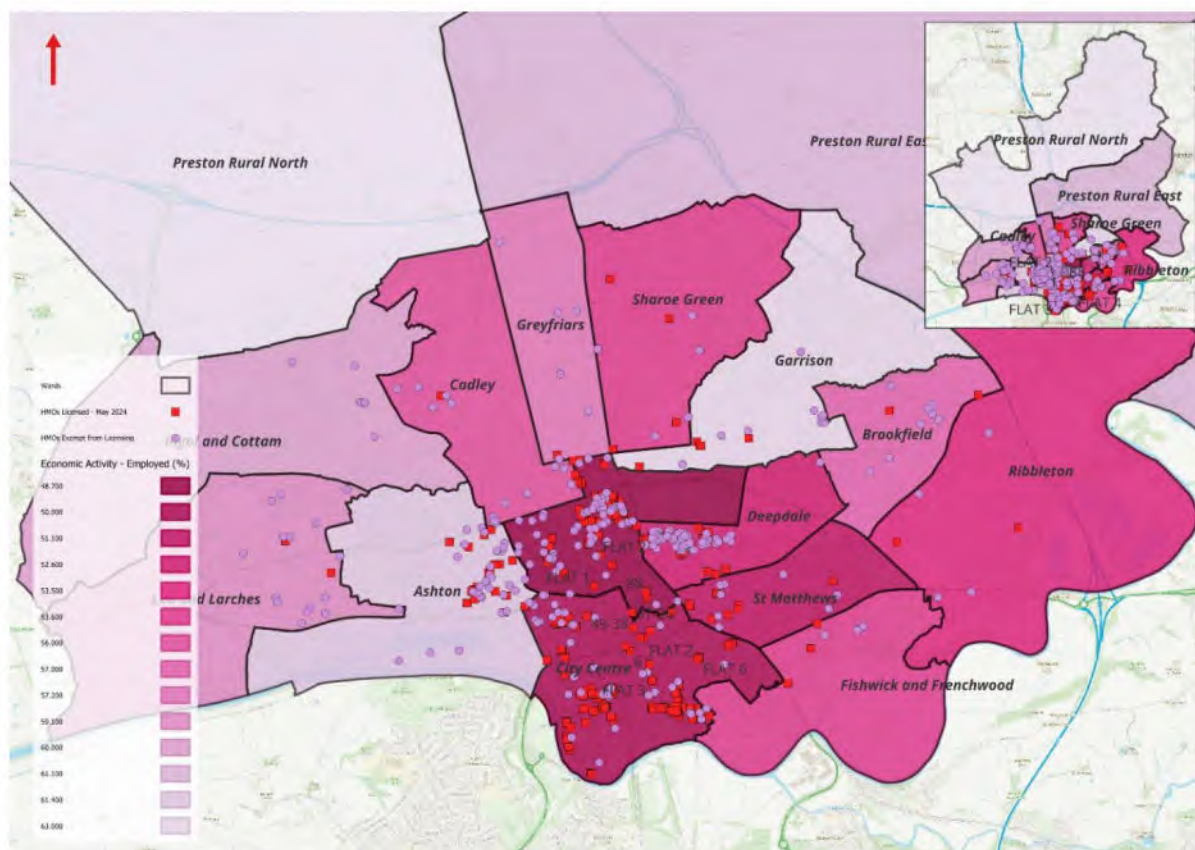 Preston Rural North
Preston Rural Eas
Preston Rural North
Preston Rural East
Sharoe Green
Cadley
Ribbleton
Sharoe Green
Greyfriars
Garrison
Cadley
Brookfield
Ribbleton
and Cottam
Deepdale
Ashton
St Matthews
Larches
City Centre
Fishwick and Frenchwood
FLAT 1
FLAT 2
FLAT 3
FLAT 6
Wards
HMOs Licensed - May 2024
HMOs Exempt from Licensing
Economic Activity - Employed (%)
48.700
50.000
51.100
52.600
53.500
53.600
56.000
57.000
57.200
59.100
60.000
61.100
61.400
63.000